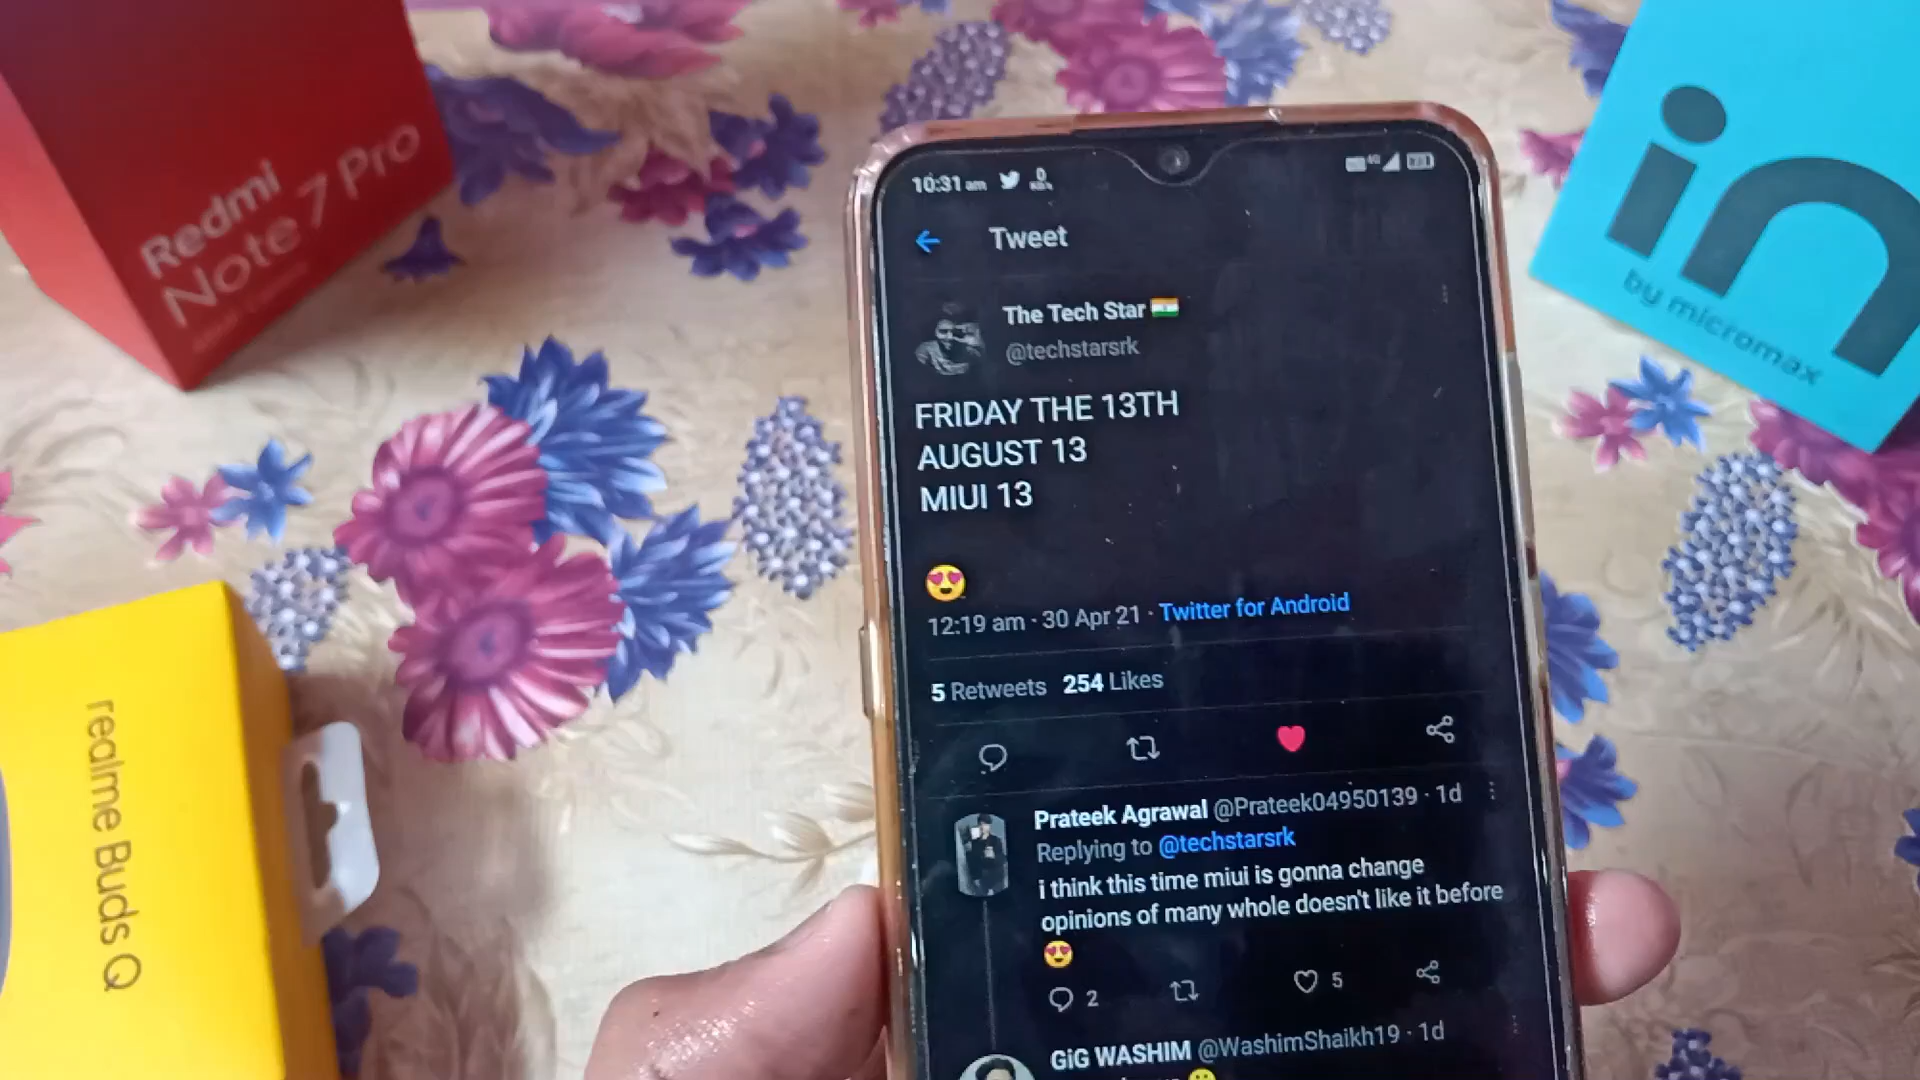 Redmi
Note 7 Pro
in
by micromax
realme Buds Q
10:31 am
Tweet
The Tech Star
@techstarsrk
FRIDAY THE 13TH
AUGUST 13
MIUI 13
12:19 am · 30 Apr 21 · Twitter for Android
5 Retweets 254 Likes
Prateek Agrawal @Prateek04950139 · 1d
Replying to @techstarsrk
i think this time miui is gonna change
opinions of many whole doesn't like it before
2 5
GiG WASHIM @WashimShaikh19 · 1d